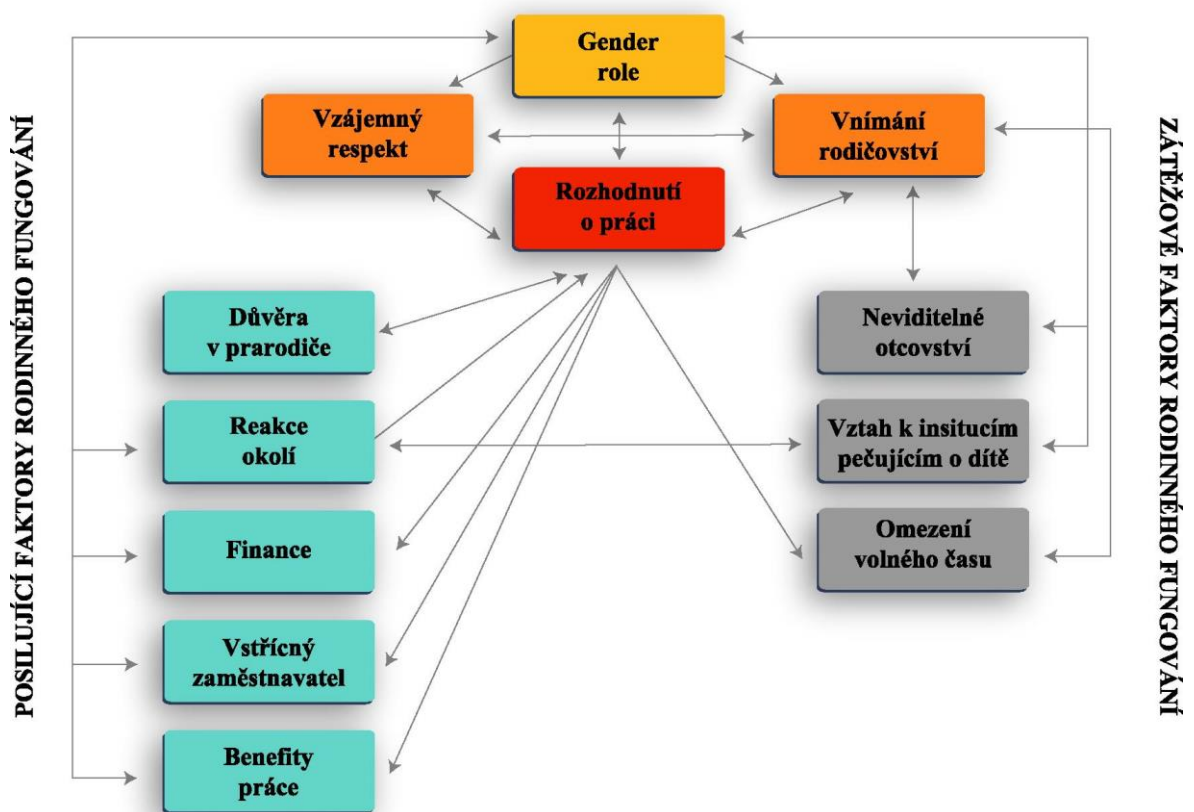 POSILUJÍCÍ FAKTORY RODINNÉHO FUNGOVÁNÍ
Gender
role
Vzájemný
respekt
Vnímání
rodičovství
Rozhodnutí
o práci
Důvěra
v prarodiče
Reakce
okolí
Finance
Vstřícný
zaměstnavatel
Benefity
práce
Neviditelné
otcovství
Vztah k insitucím
pečujícím o dítě
Omezení
volného času
ZÁTĚŽOVÉ FAKTORY RODINNÉHO FUNGOVÁNÍ